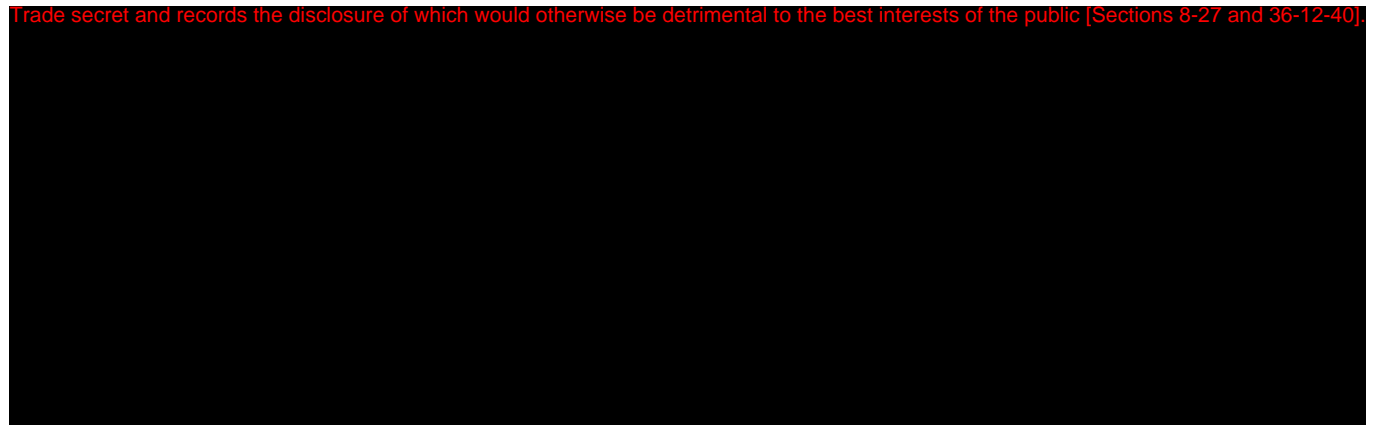 Trade secret and records the disclosure of which would otherwise be detrimental to the best interests of the public [Sections 8-27 and 36-12-40].